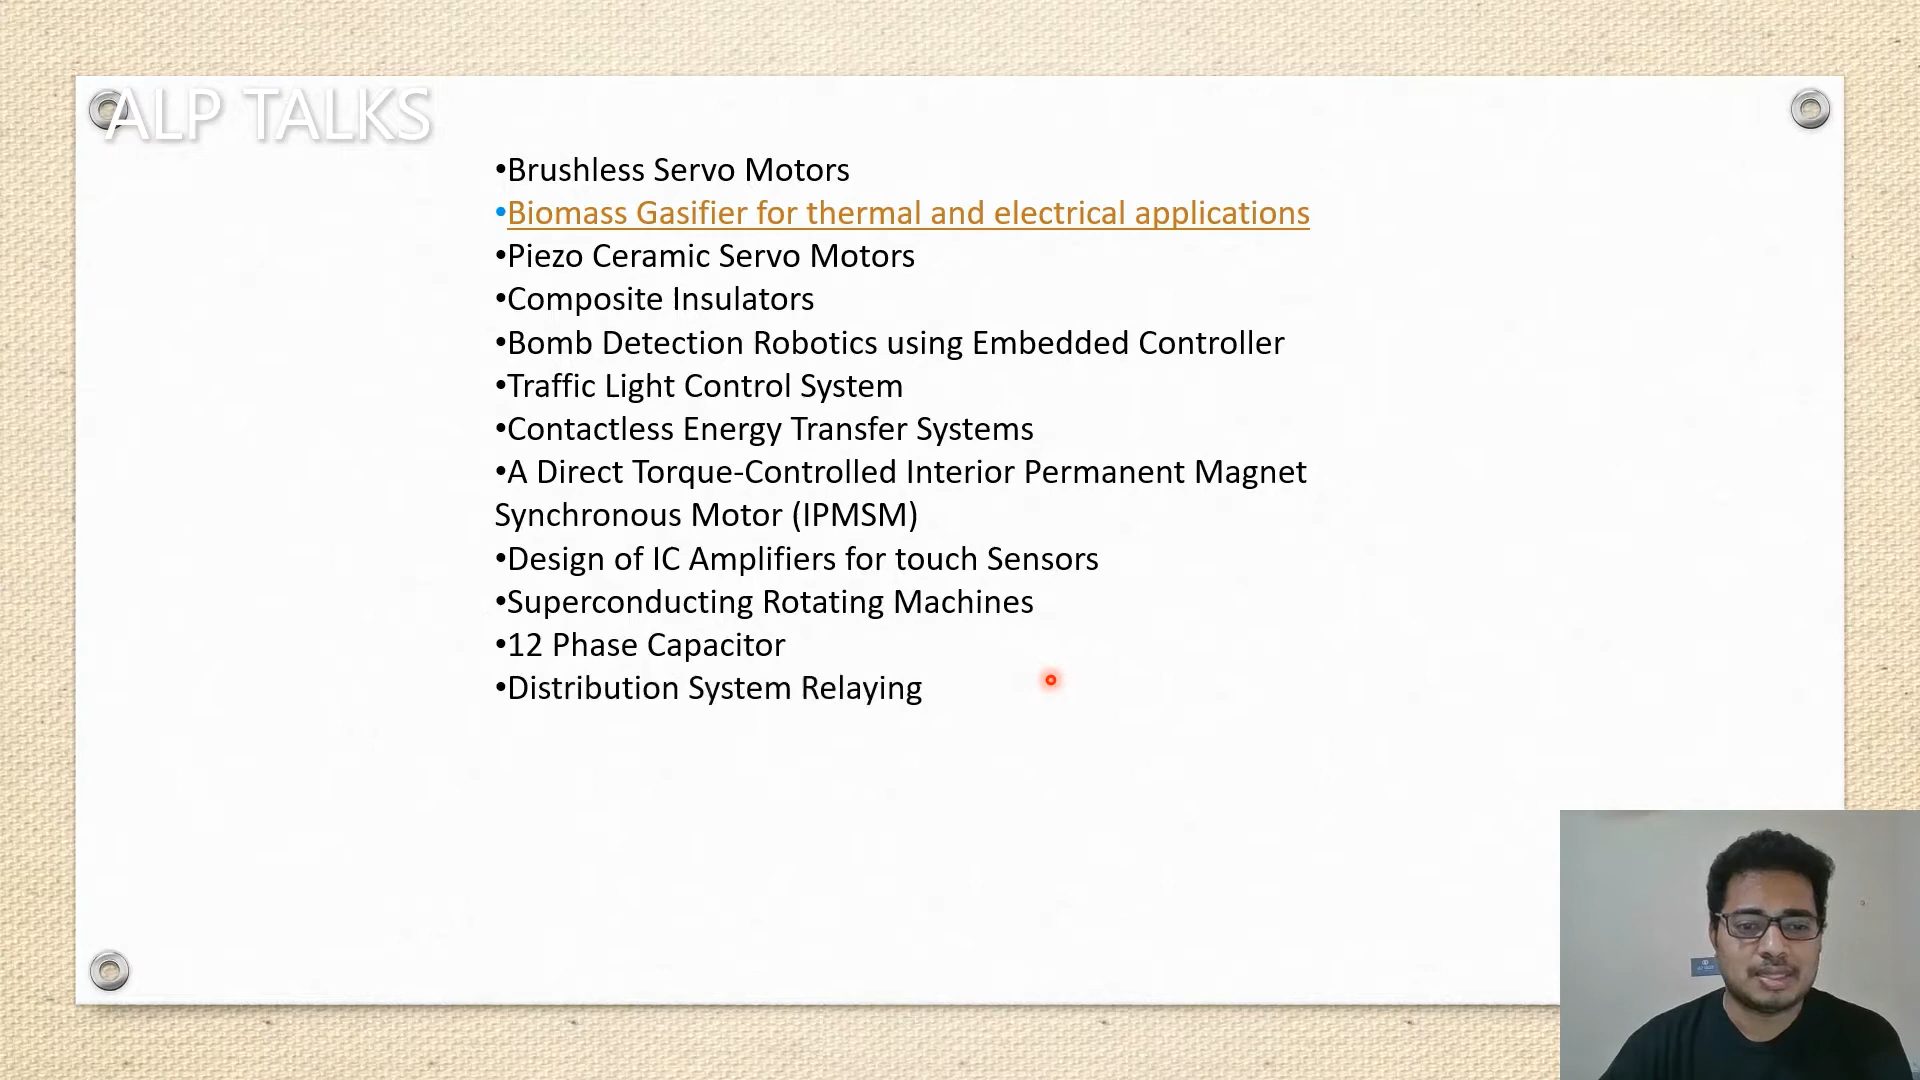 ALP TALKS
•Brushless Servo Motors
•Biomass Gasifier for thermal and electrical applications
•Piezo Ceramic Servo Motors
•Composite Insulators
•Bomb Detection Robotics using Embedded Controller
•Traffic Light Control System
•Contactless Energy Transfer Systems
•A Direct Torque-Controlled Interior Permanent Magnet
Synchronous Motor (IPMSM)
•Design of IC Amplifiers for touch Sensors
•Superconducting Rotating Machines
•12 Phase Capacitor
•Distribution System Relaying